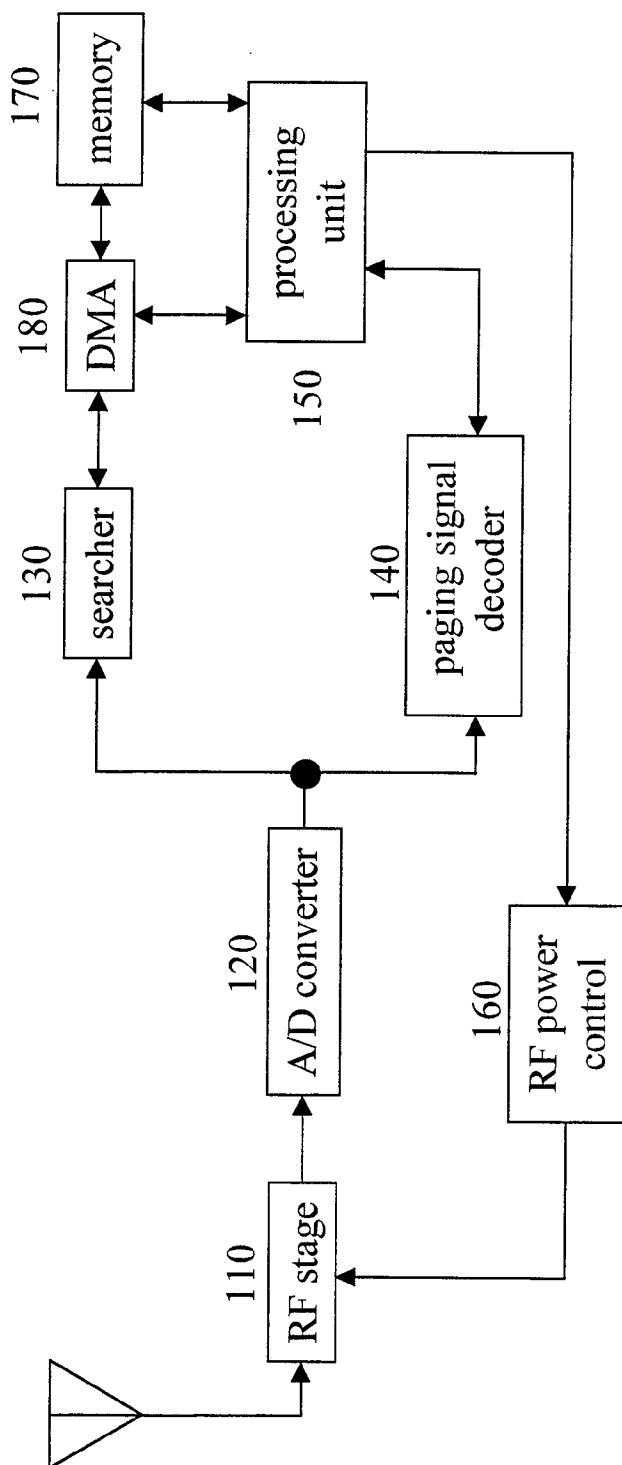 110
RF stage
120
A/D converter
130
searcher
180
DMA
170
memory
150
processing
unit
140
paging signal
decoder
160
RF power
control